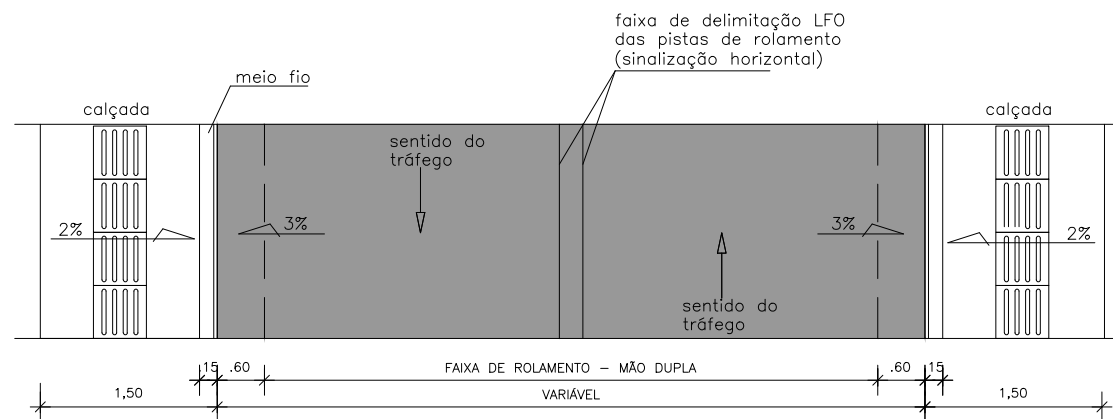 faixa de delimitação LFO
das pistas de rolamento
(sinalização horizontal)
meio fio
calçada
calçada
sentido do
tráfego
2%
3%
3%
2%
sentido do
tráfego
.15
.60
FAIXA DE ROLAMENTO – MÃO DUPLA
.60
.15
1,50
VARIÁVEL
1,50